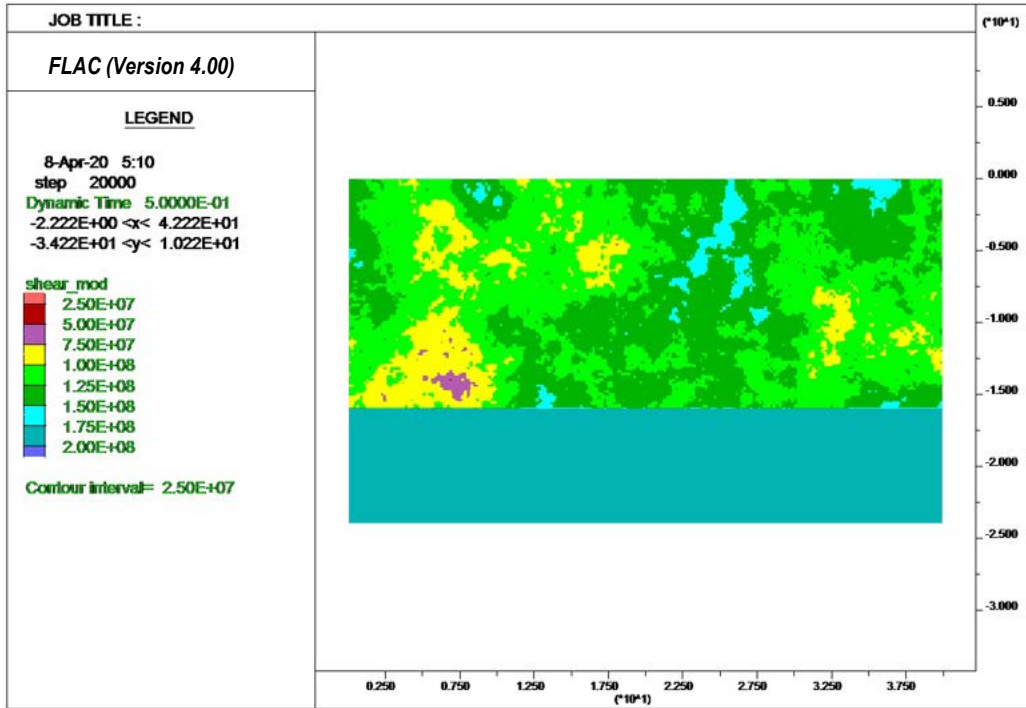 JOB TITLE :
FLAC (Version 4.00)
LEGEND
8-Apr-20 5:10
step 20000
Dynamic Time 5.0000E-01
-2.222E+00 <x< 4.222E+01
-3.422E+01 <y< 1.022E+01
shear_mod
2.50E+07
5.00E+07
7.50E+07
1.00E+08
1.25E+08
1.50E+08
1.75E+08
2.00E+08
Contour interval= 2.50E+07
(*10^1)
0.500
0.000
-0.500
-1.000
-1.500
-2.000
-2.500
-3.000
0.250 0.750 1.250 1.750 2.250 2.750 3.250 3.750
(*10^1)